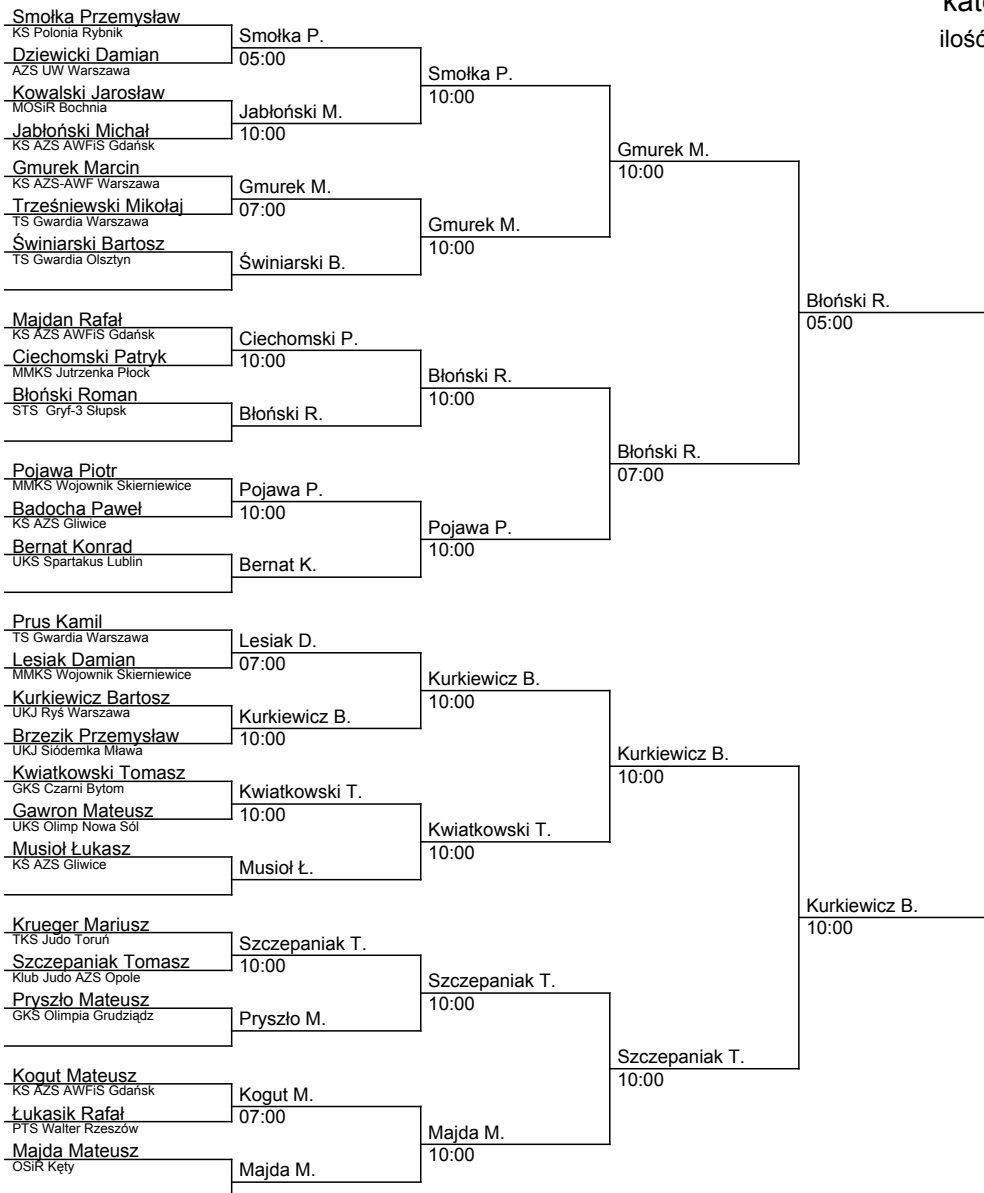 kate
ilość
Smołka Przemysław
KS Polonia Rybnik
Dziewicki Damian
AZS UW Warszawa
Kowalski Jarosław
MOSiR Bochnia
Jabłoński Michał
KS AZS AWFiS Gdańsk
Gmurek Marcin
KS AZS-AWF Warszawa
Trześniewski Mikołaj
TS Gwardia Warszawa
Świniarski Bartosz
TS Gwardia Olsztyn
Majdan Rafał
KS AZS AWFiS Gdańsk
Ciechomski Patryk
MMKS Jutrzenka Płock
Błoński Roman
STS Gryf-3 Słupsk
Pojawa Piotr
MMKS Wojownik Skierniewice
Badocha Paweł
KS AZS Gliwice
Bernat Konrad
UKS Spartakus Lublin
Prus Kamil
TS Gwardia Warszawa
Lesiak Damian
MMKS Wojownik Skierniewice
Kurkiewicz Bartosz
UKJ Ryś Warszawa
Brzezik Przemysław
UKJ Siódemka Mława
Kwiatkowski Tomasz
GKS Czarni Bytom
Gawron Mateusz
UKS Olimp Nowa Sól
Musioł Łukasz
KS AZS Gliwice
Krueger Mariusz
TKS Judo Toruń
Szczepaniak Tomasz
Klub Judo AZS Opole
Pryszło Mateusz
GKS Olimpia Grudziądz
Kogut Mateusz
KS AZS AWFiS Gdańsk
Łukasik Rafał
PTS Walter Rzeszów
Majda Mateusz
OSiR Kęty
Smołka P.
05:00
Jabłoński M.
10:00
Gmurek M.
07:00
Świniarski B.
Ciechomski P.
10:00
Błoński R.
Pojawa P.
10:00
Bernat K.
Lesiak D.
07:00
Kurkiewicz B.
10:00
Kwiatkowski T.
10:00
Musioł Ł.
Szczepaniak T.
10:00
Pryszło M.
Kogut M.
07:00
Majda M.
Smołka P.
10:00
Gmurek M.
10:00
Błoński R.
10:00
Pojawa P.
10:00
Kurkiewicz B.
10:00
Kwiatkowski T.
10:00
Szczepaniak T.
10:00
Majda M.
10:00
Gmurek M.
10:00
Błoński R.
07:00
Kurkiewicz B.
10:00
Szczepaniak T.
10:00
Błoński R.
05:00
Kurkiewicz B.
10:00